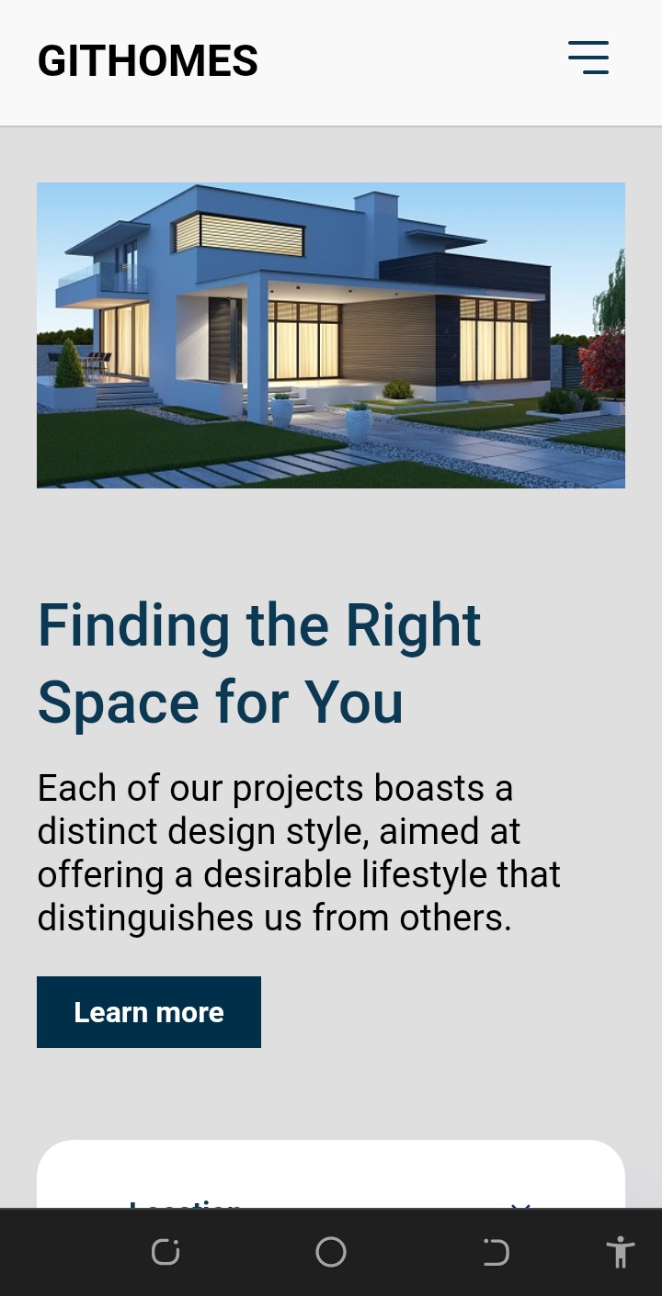 GITHOMES
Finding the Right
Space for You
Each of our projects boasts a
distinct design style, aimed at
offering a desirable lifestyle that
distinguishes us from others.
Learn more
Location